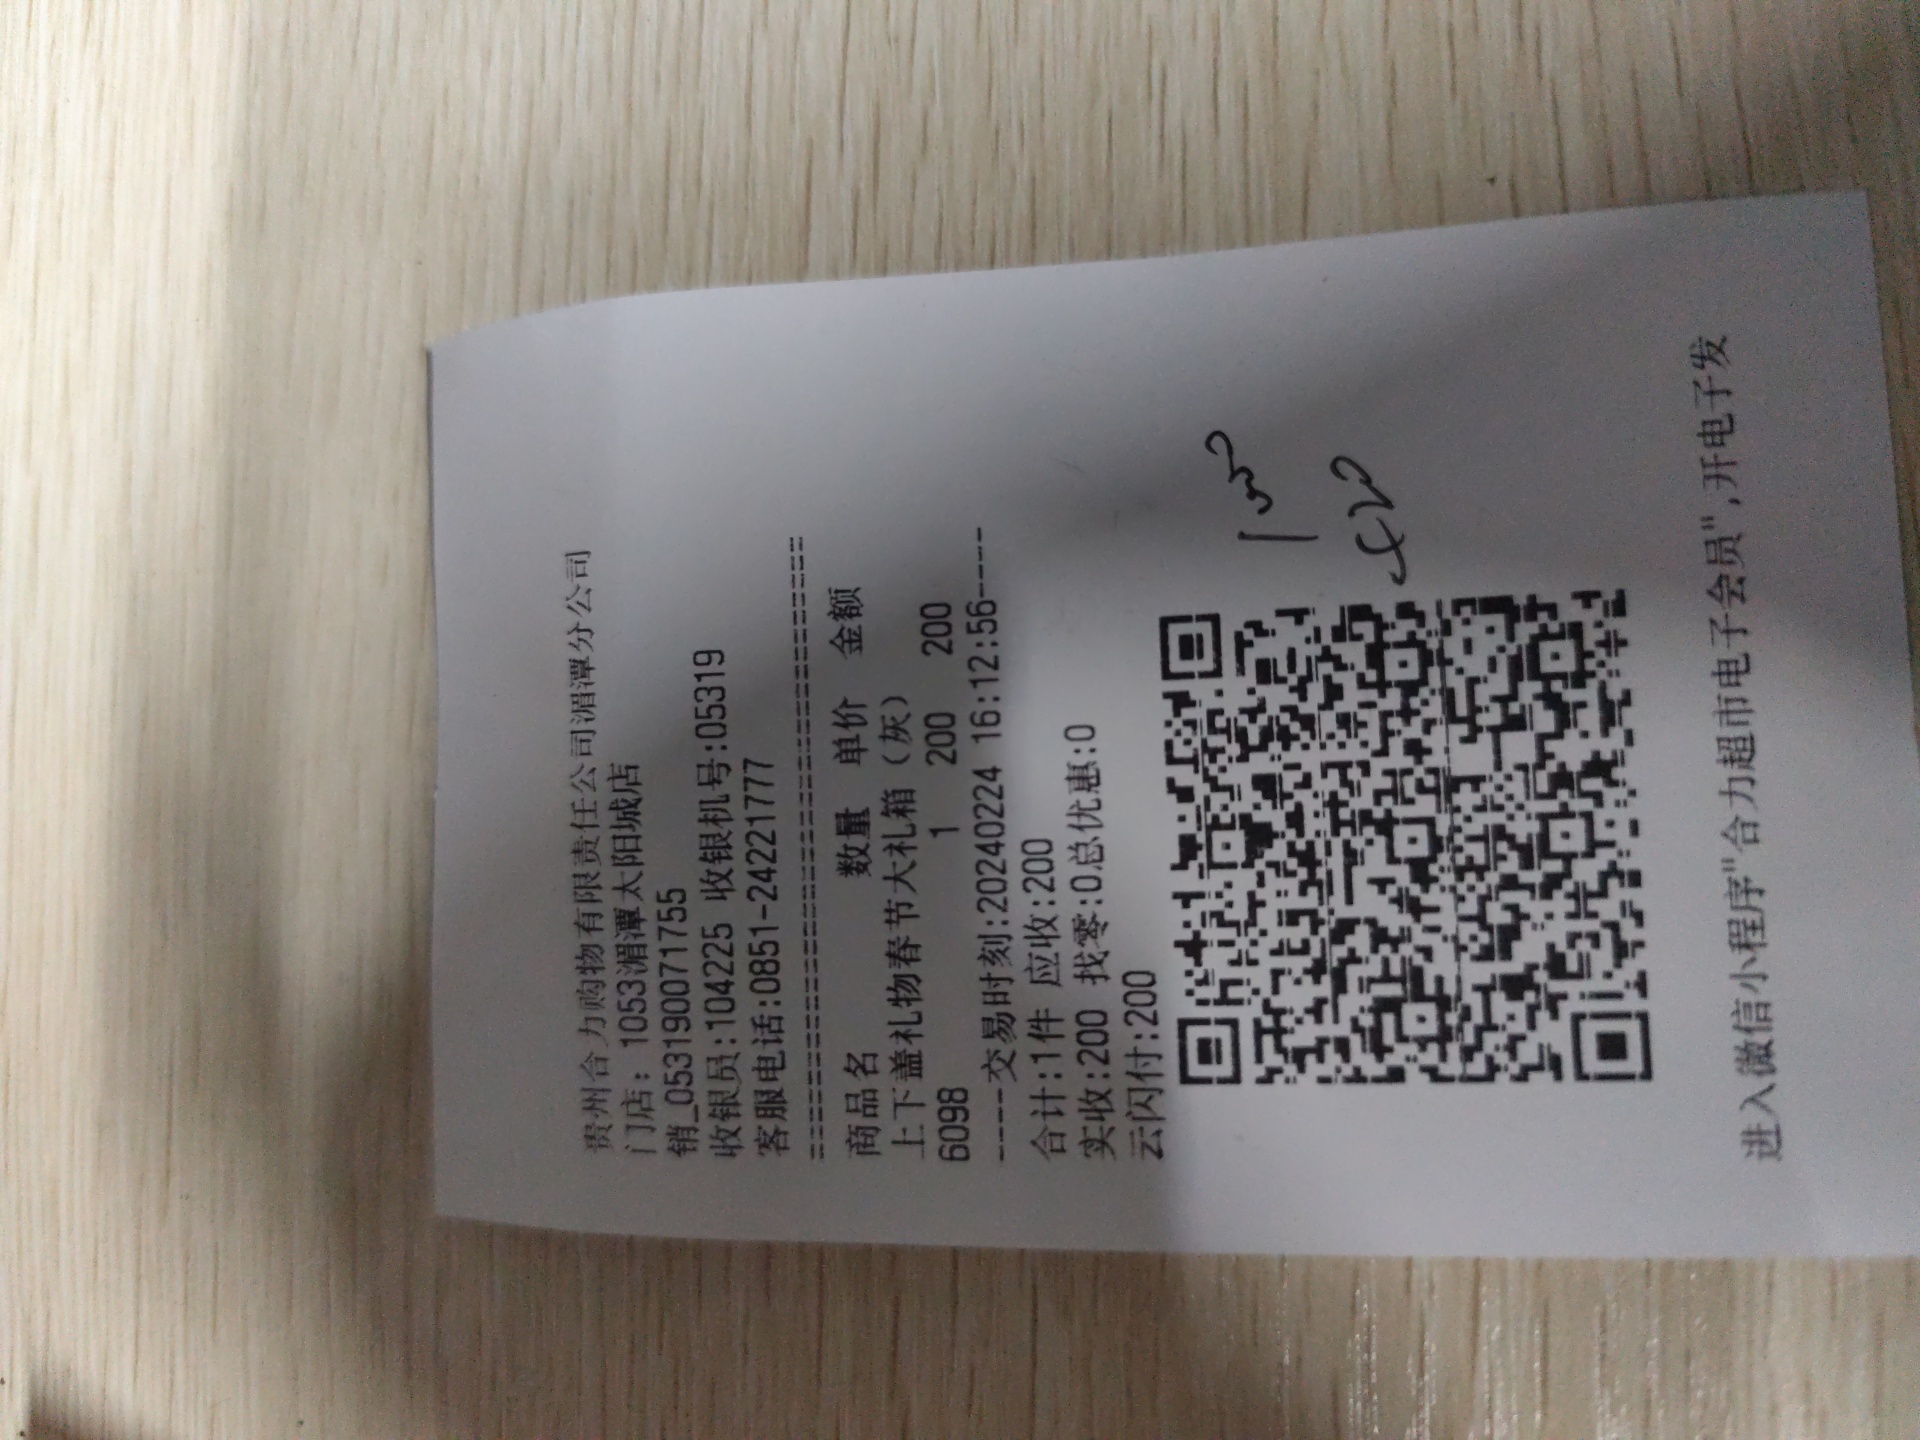 贵州合力购物有限责任公司湄潭分公司
门店：1053湄潭太阳城店
销_053190071755
收银员:104225 收银机号:05319
客服电话:0851-24221777
商品名 数量 单价 金额
上下盖礼物春节大礼箱（灰）
6098 1 200 200
----交易时刻:20240224 16:12:56----
合计:1件 应收:200
实收:200 找零:0总优惠:0
云闪付:200
进入微信小程序"合力超市电子会员",开电子发